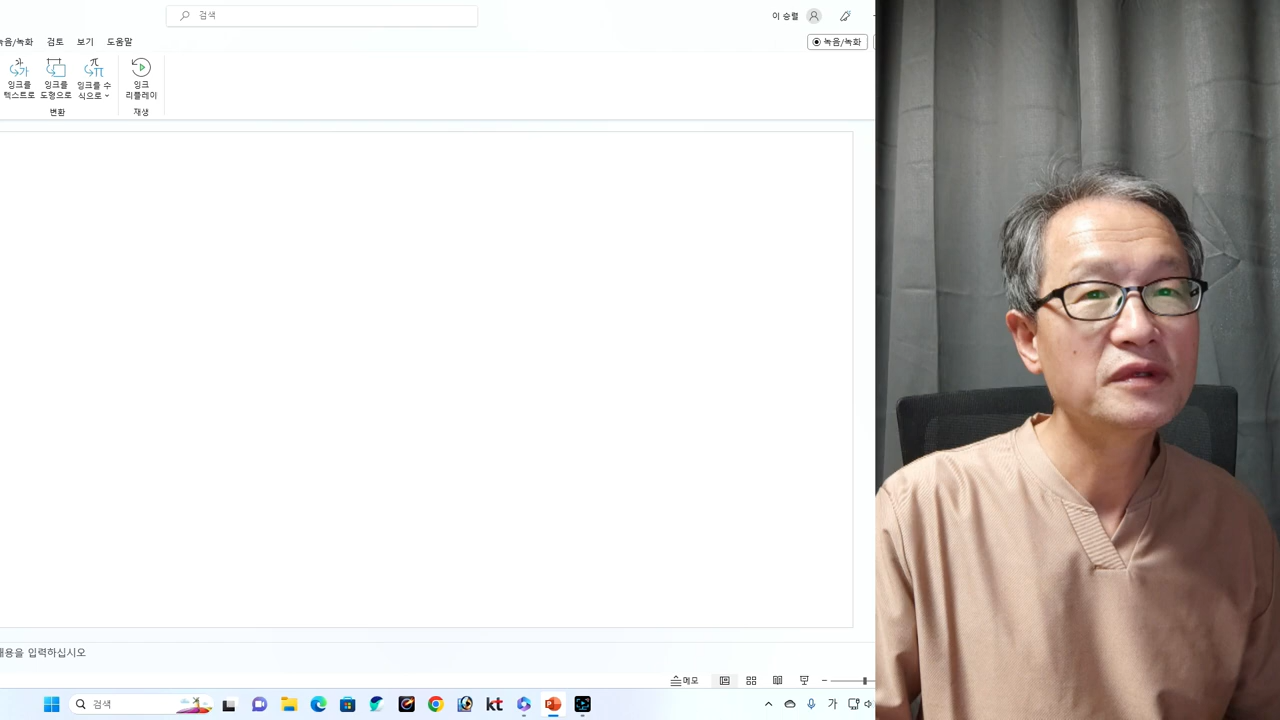 검색
이 승렬
녹음/녹화 검토 보기 도움말
녹음/녹화
잉크를 텍스트로
잉크를 도형으로
잉크를 수식으로
잉크 리플레이
변환
재생
내용을 입력하십시오
메모
검색
kt
가